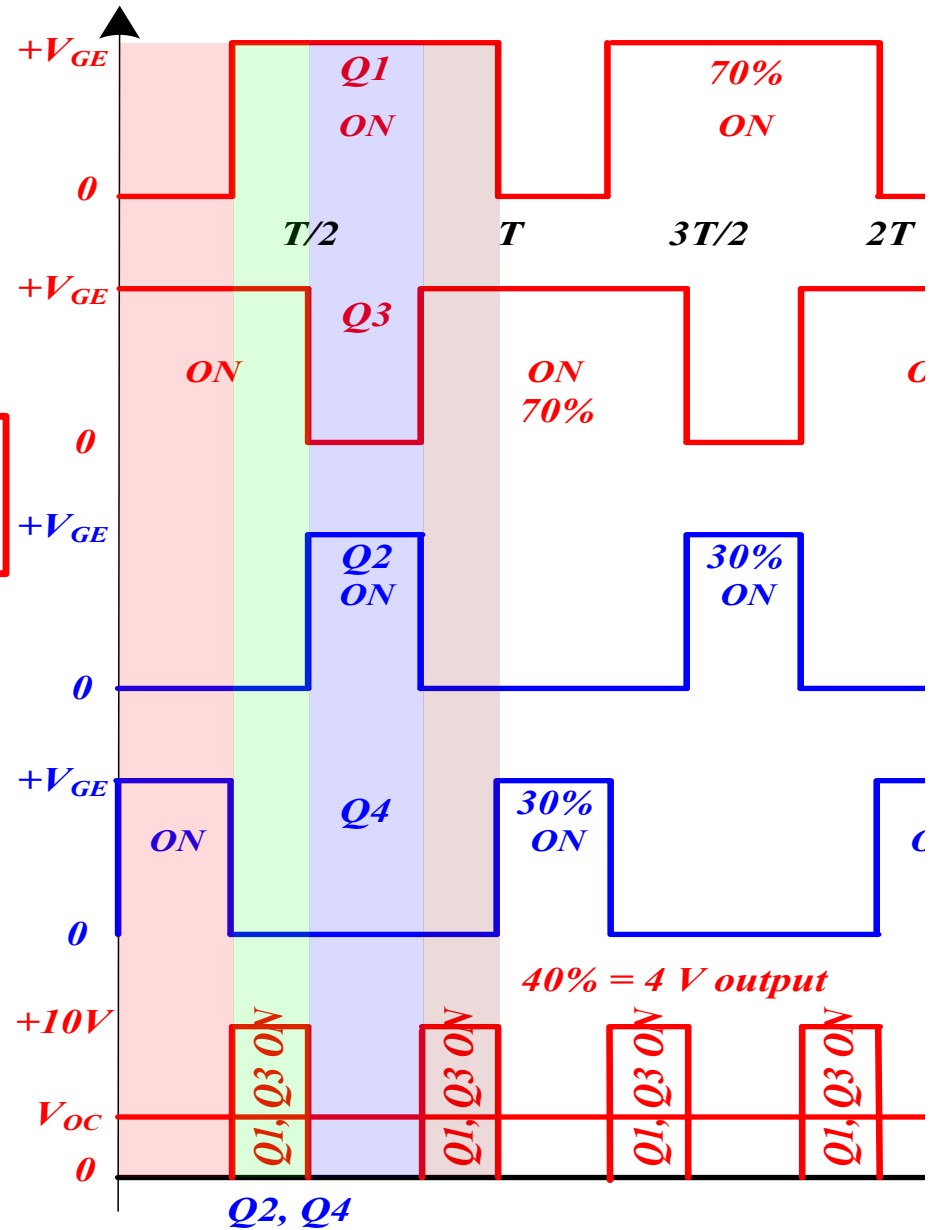 +VGE
Q1
70%
ON
ON
0
T/2
T
3T/2
2T
+VGE
Q3
ON
ON
70%
0
+VGE
Q2
30%
ON
ON
0
+VGE
Q4
30%
ON
ON
0
40% = 4 V output
+10V
Q1, Q3 ON
Q1, Q3 ON
Q1, Q3 ON
Q1, Q3 ON
VOC
0
Q2, Q4